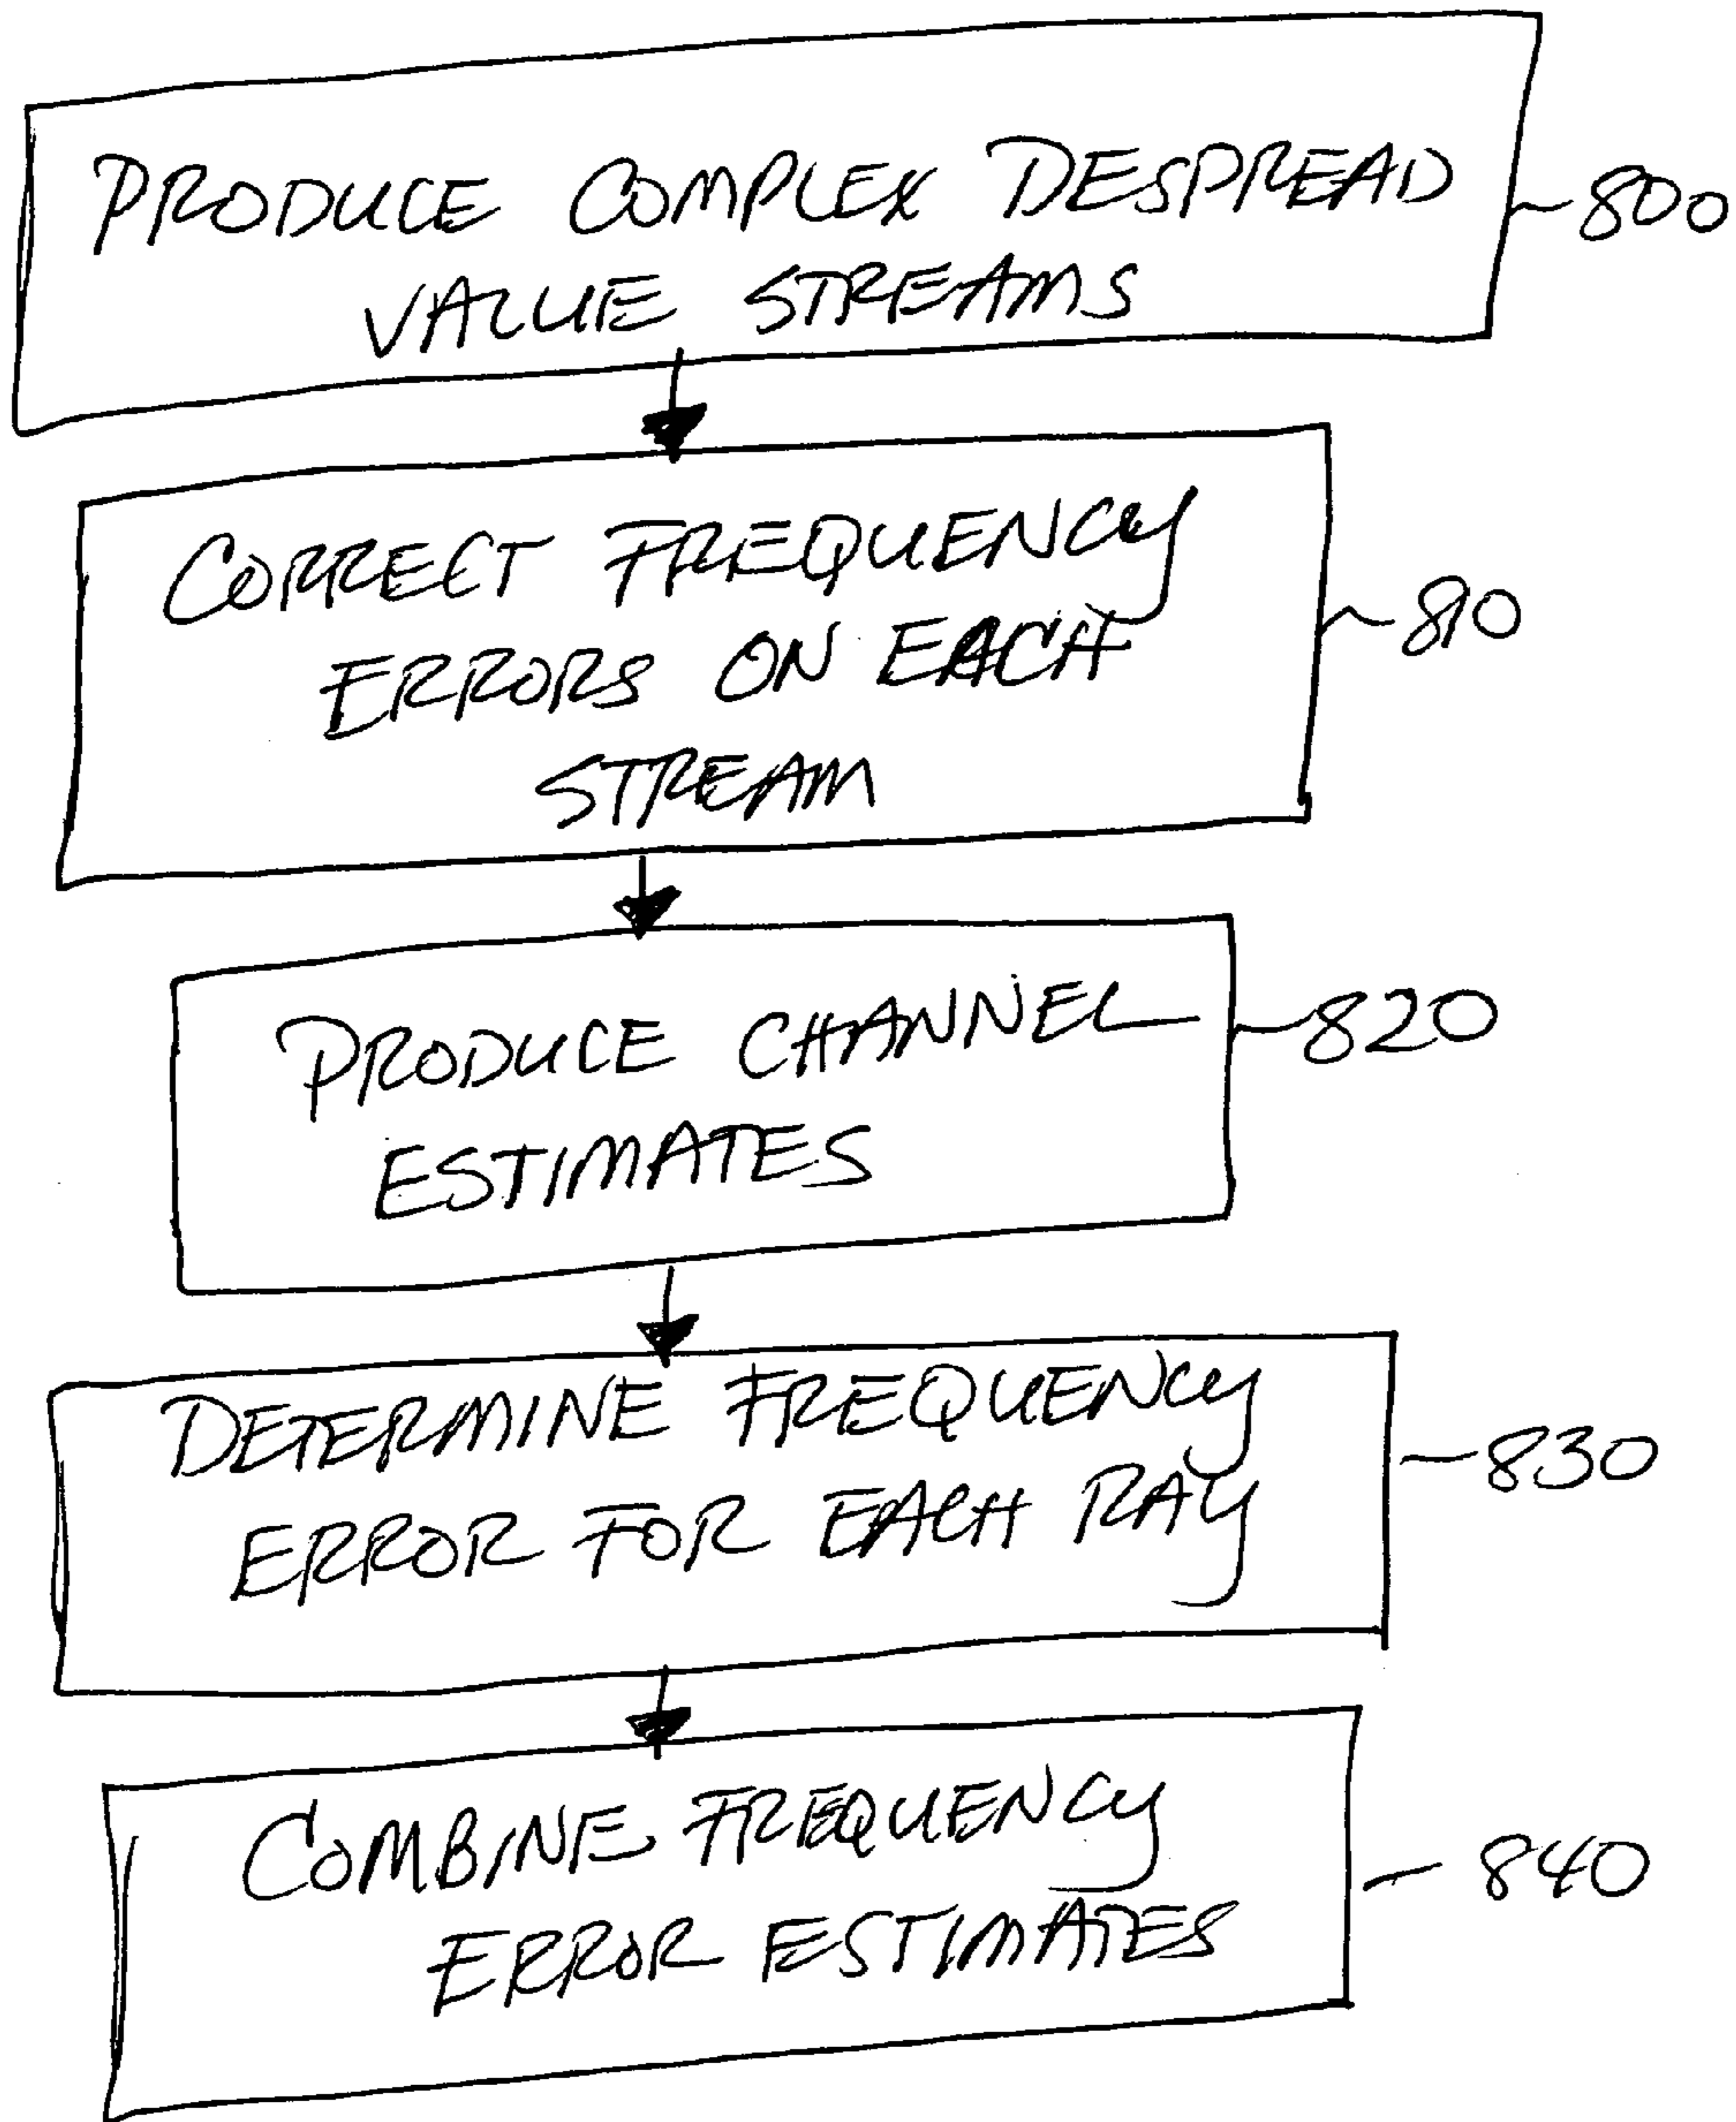 PRODUCE COMPLEX DESPREAD
VALUE STREAMS
800
CORRECT FREQUENCY
ERRORS ON EACH
STREAM
810
PRODUCE CHANNEL
ESTIMATES
820
DETERMINE FREQUENCY
ERROR FOR EACH RAY
830
COMBINE FREQUENCY
ERROR ESTIMATES
840